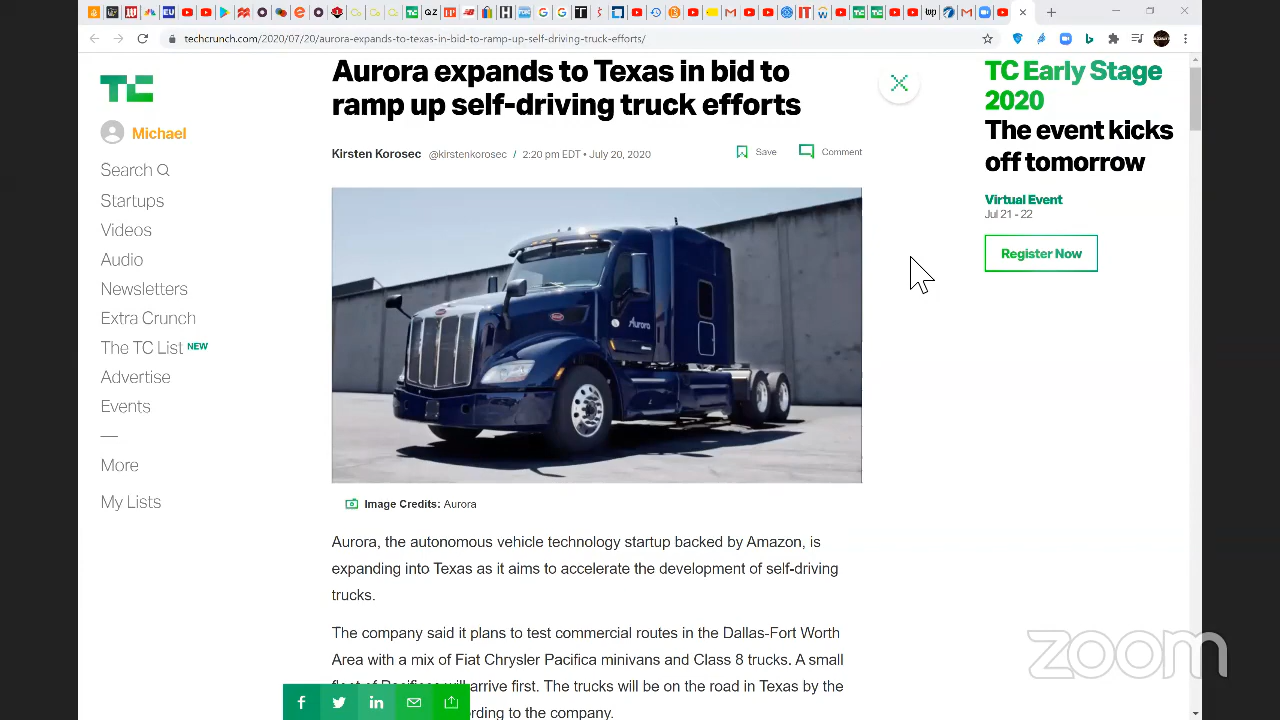 techcrunch.com/2020/07/20/aurora-expands-to-texas-in-bid-to-ramp-up-self-driving-truck-efforts/
TC
Michael
Search
Startups
Videos
Audio
Newsletters
Extra Crunch
The TC List NEW
Advertise
Events
More
My Lists
Aurora expands to Texas in bid to
ramp up self-driving truck efforts
Kirsten Korosec @kirstenkorosec / 2:20 pm EDT • July 20, 2020
Save
Comment
Aurora
Image Credits: Aurora
Aurora, the autonomous vehicle technology startup backed by Amazon, is
expanding into Texas as it aims to accelerate the development of self-driving
trucks.
The company said it plans to test commercial routes in the Dallas-Fort Worth
Area with a mix of Fiat Chrysler Pacifica minivans and Class 8 trucks. A small
arrive first. The trucks will be on the road in Texas by the
to the company.
TC Early Stage
2020
The event kicks
off tomorrow
Virtual Event
Jul 21 - 22
Register Now
zoom